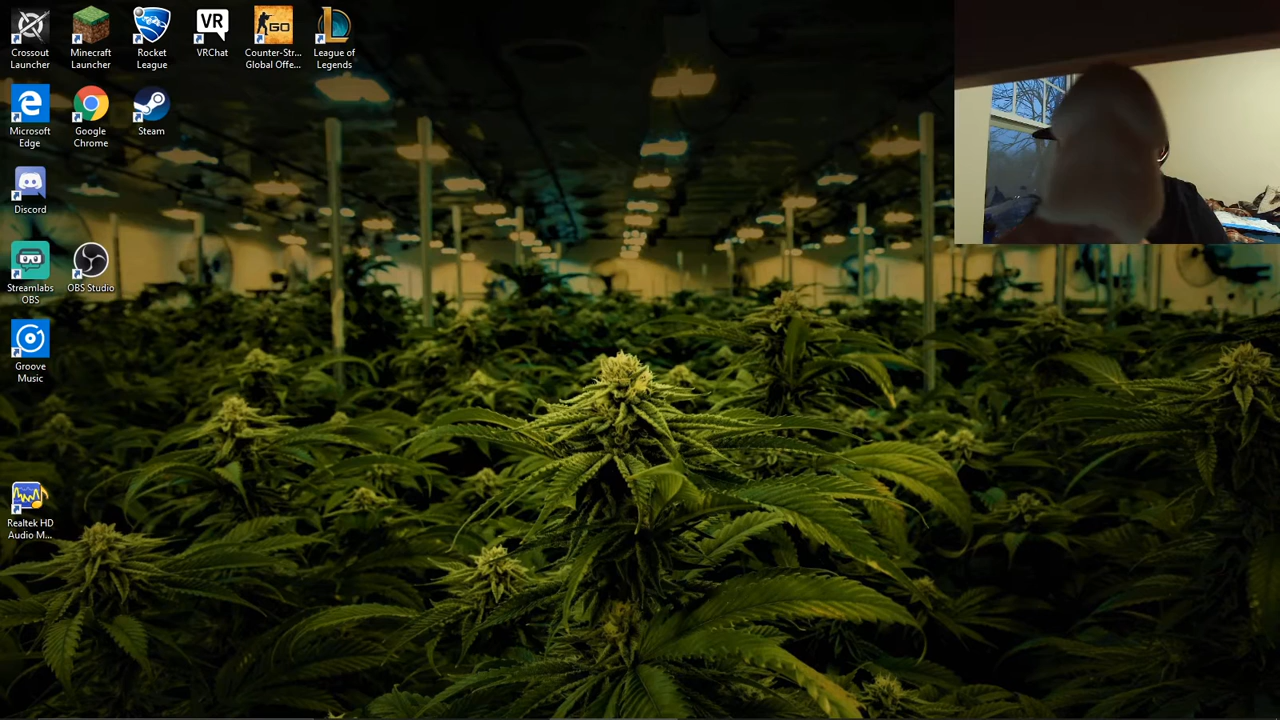 Crossout
Launcher
Minecraft
Launcher
Rocket
League
VR
VRChat
GO
Counter-Str...
Global Offe...
League of
Legends
Microsoft
Edge
Google
Chrome
Steam
Discord
Streamlabs
OBS
OBS Studio
Groove
Music
Realtek HD
Audio M...